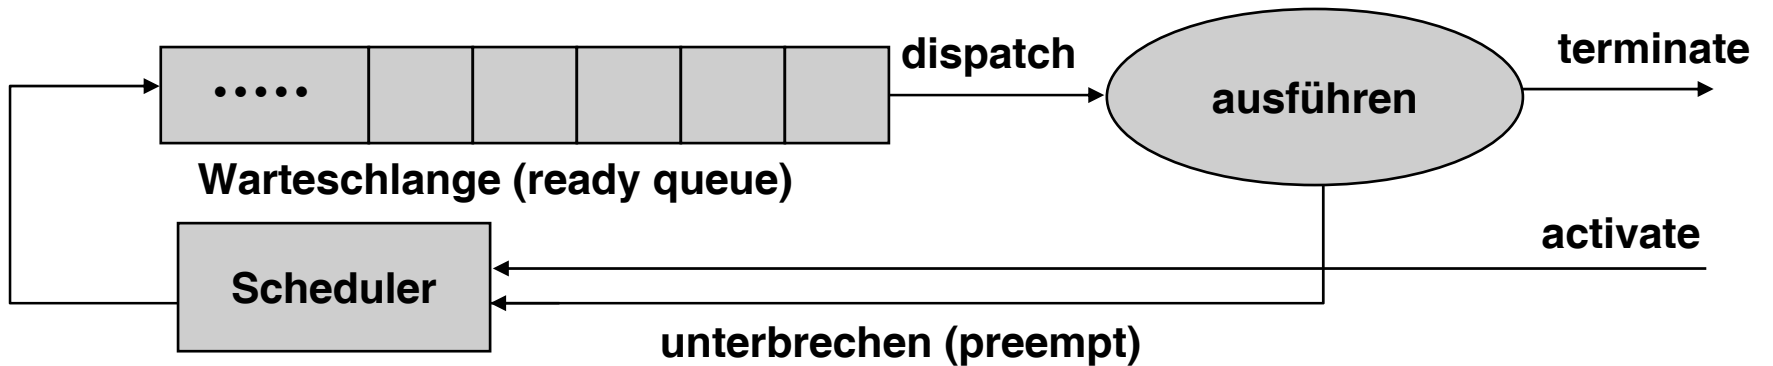 dispatch
terminate
•••••
ausführen
Warteschlange (ready queue)
activate
Scheduler
unterbrechen (preempt)